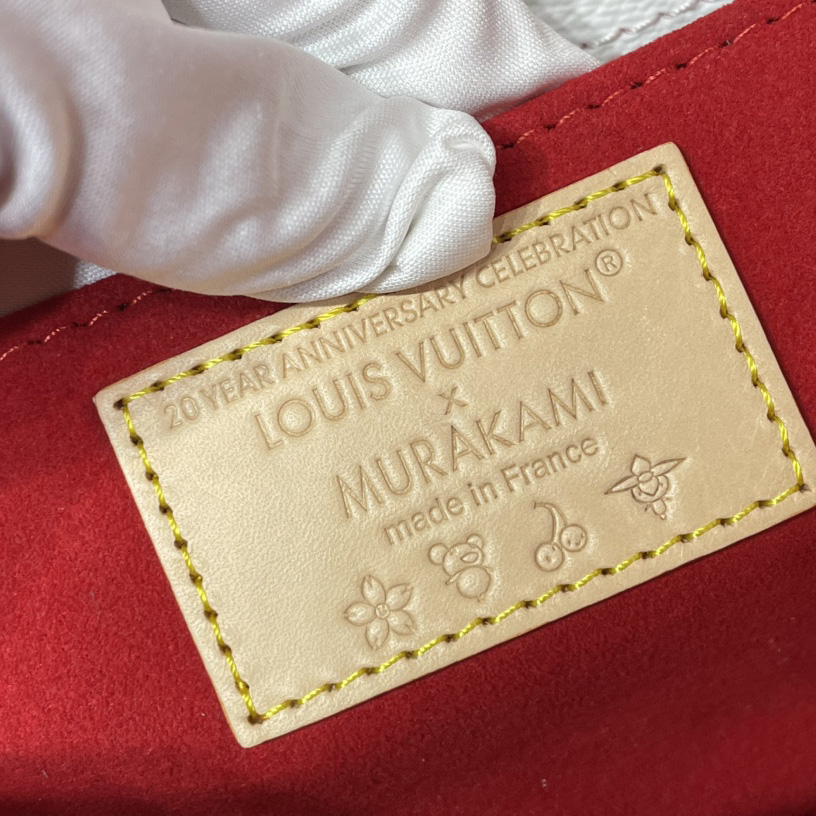 20 YEAR ANNIVERSARY CELEBRATION
LOUIS VUITTON®
×
MURAKAMI
made in France